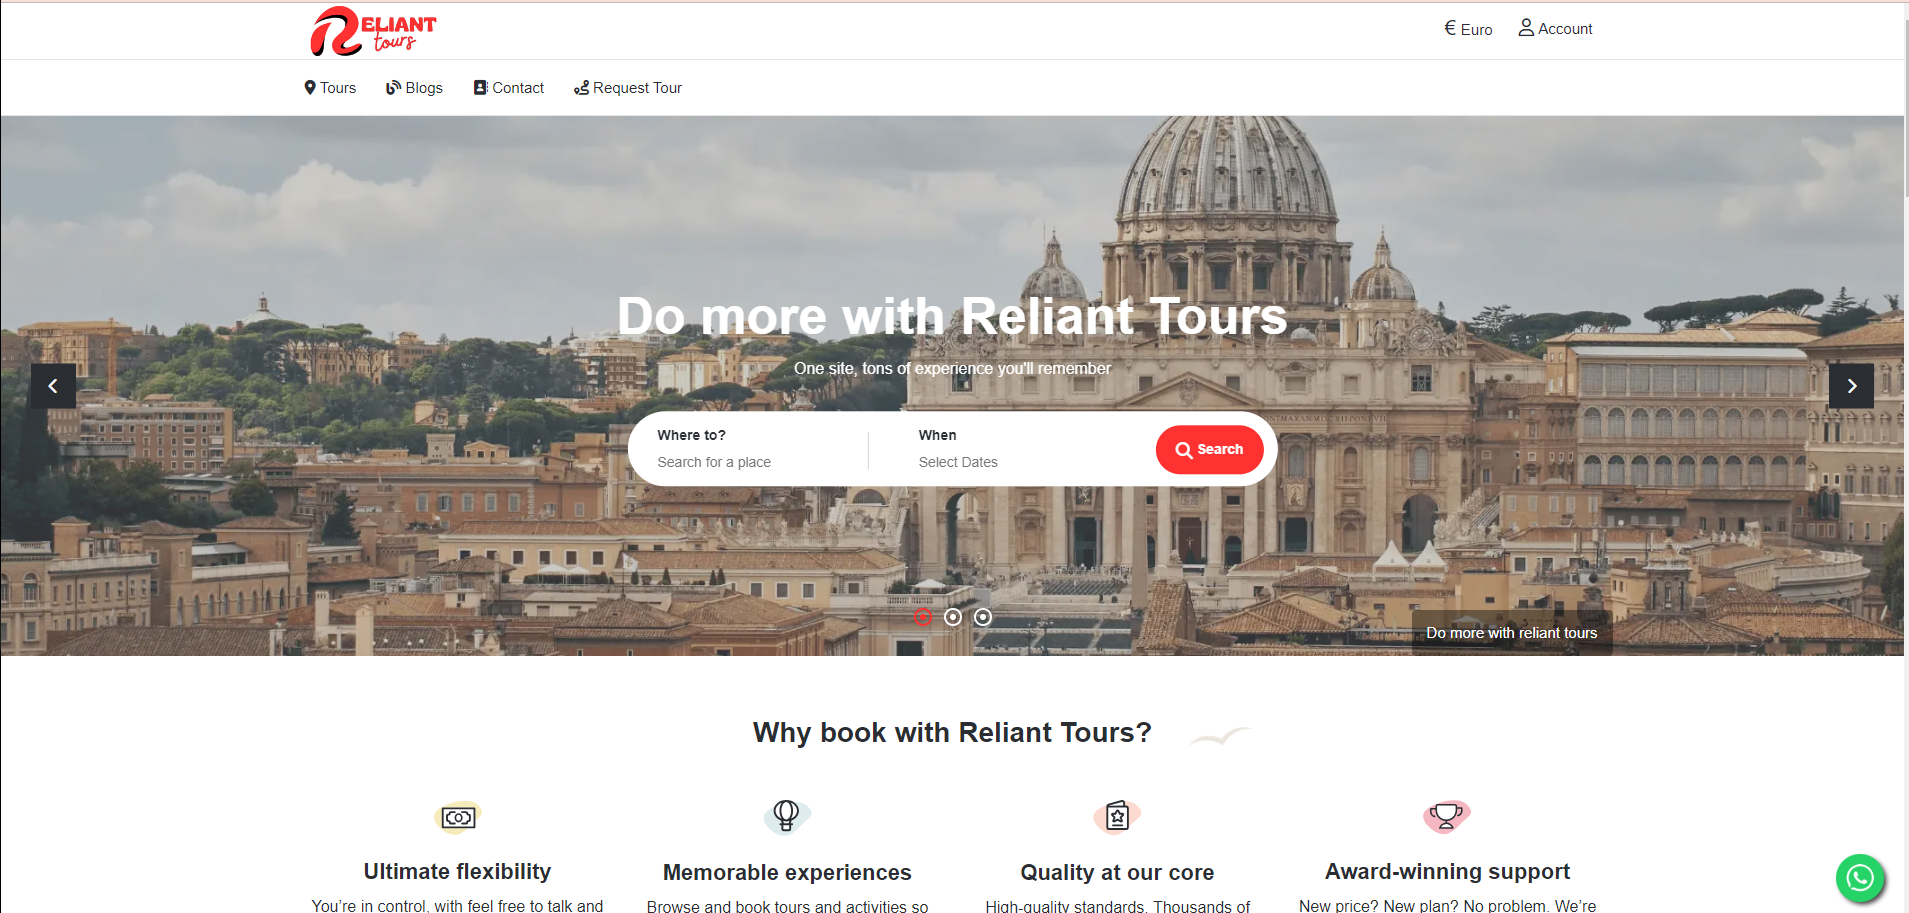 RELIANT
tours
€ Euro
Account
Tours
Blogs
Contact
Request Tour
Do more with Reliant Tours
One site, tons of experience you'll remember
Where to?
Search for a place
When
Select Dates
Search
Do more with reliant tours
Why book with Reliant Tours?
Ultimate flexibility
You're in control, with feel free to talk and
Memorable experiences
Browse and book tours and activities so
Quality at our core
High-quality standards. Thousands of
Award-winning support
New price? New plan? No problem. We're